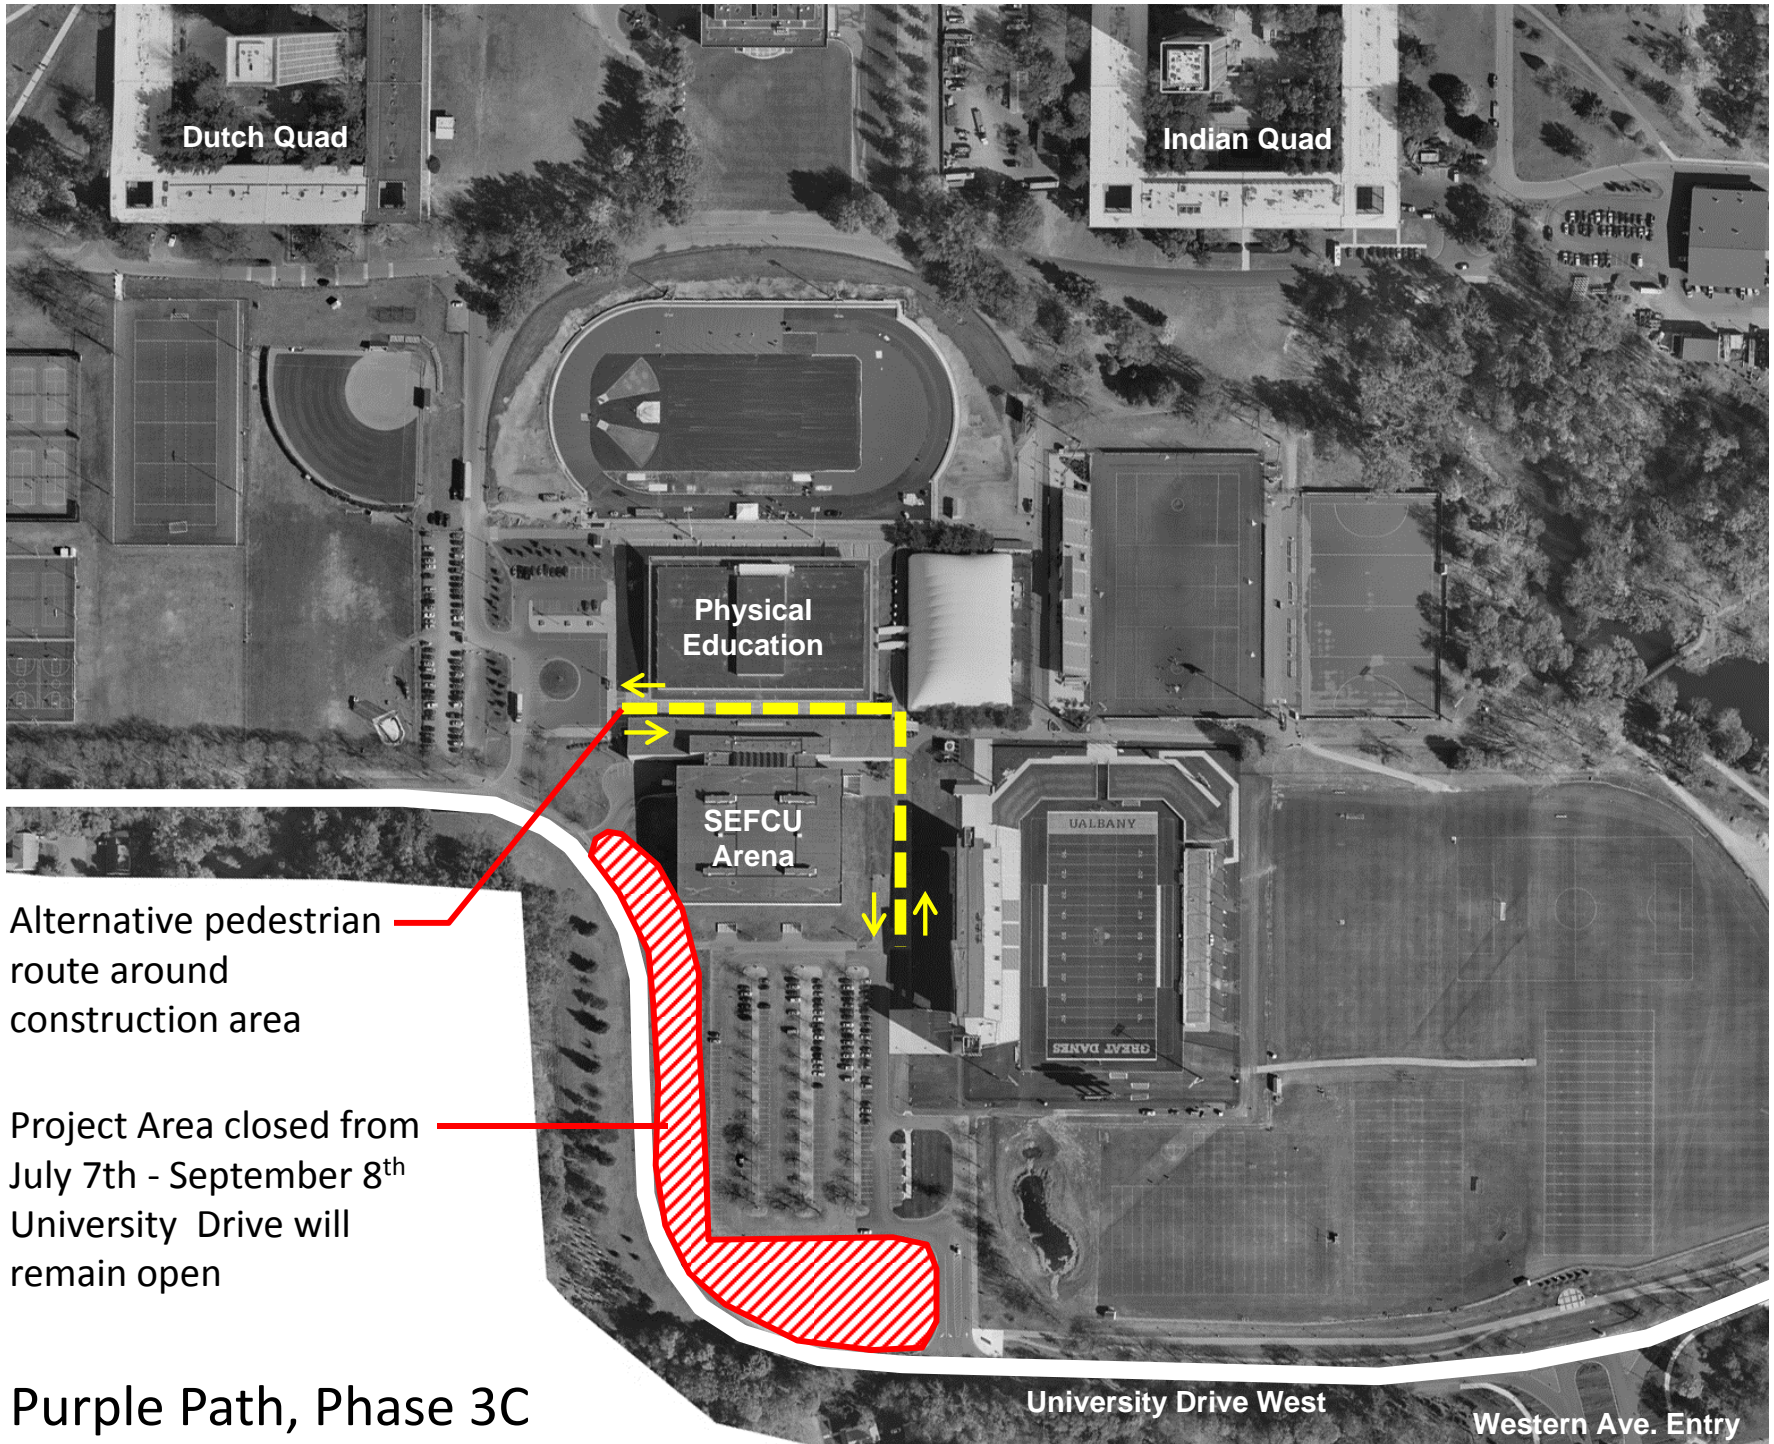 Dutch Quad
Indian Quad
Physical
Education
SEFCU
Arena
UALBANY
GREAT DANES
Alternative pedestrian
route around
construction area
Project Area closed from
July 7th - September 8th
University Drive will
remain open
Purple Path, Phase 3C
University Drive West
Western Ave. Entry